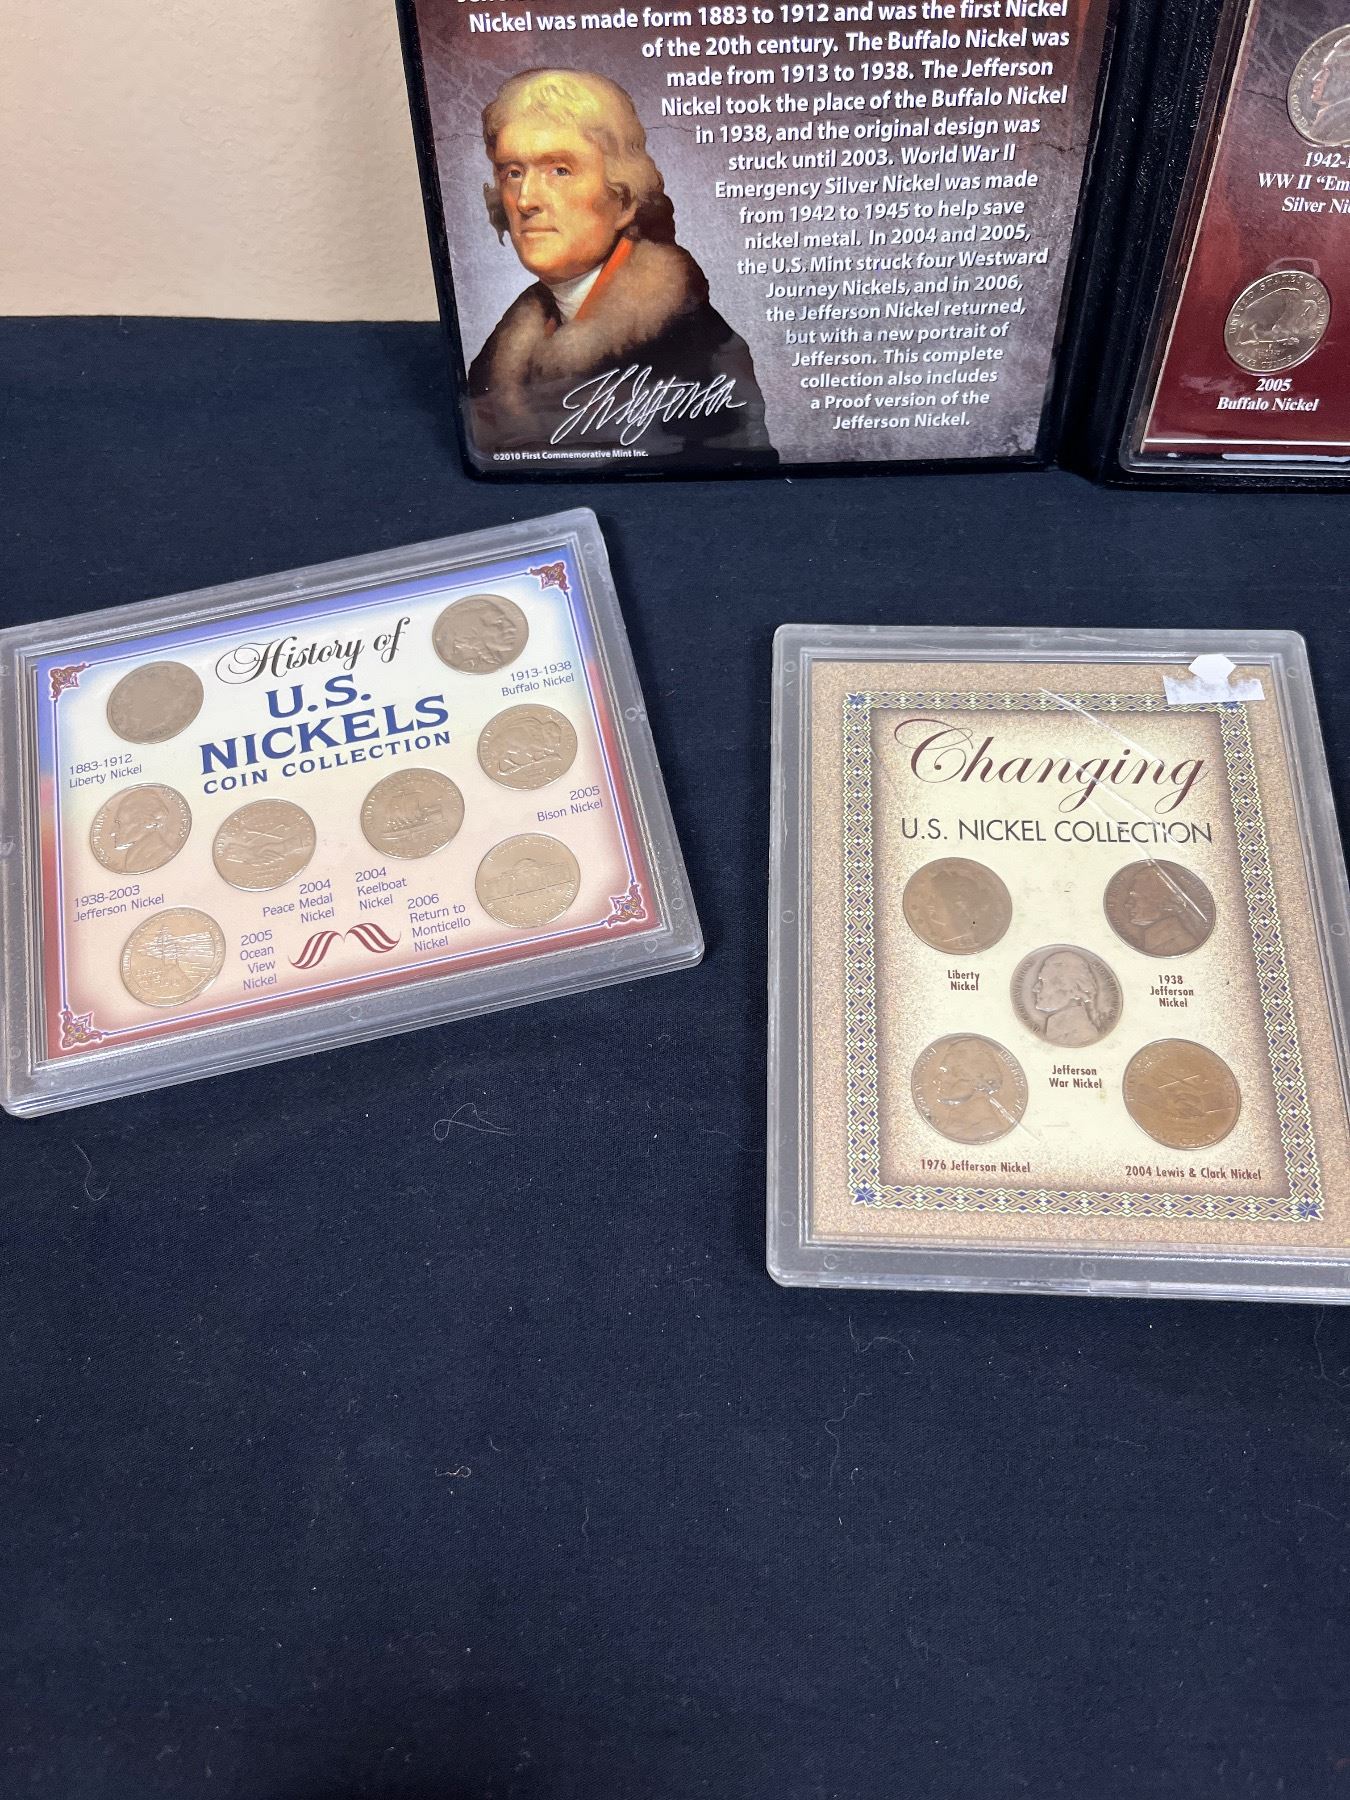 Nickel was made form 1883 to 1912 and was the first Nickel
of the 20th century. The Buffalo Nickel was
made from 1913 to 1938. The Jefferson
Nickel took the place of the Buffalo Nickel
in 1938, and the original design was
struck until 2003. World War II
Emergency Silver Nickel was made
from 1942 to 1945 to help save
nickel metal. In 2004 and 2005,
the U.S. Mint struck four Westward
Journey Nickels, and in 2006,
the Jefferson Nickel returned,
but with a new portrait of
Jefferson. This complete
collection also includes
a Proof version of the
Jefferson Nickel.
Th Jefferson
©2010 First Commemorative Mint Inc.
1942-
WW II "Em
Silver Ni
2005
Buffalo Nickel
History of
U.S.
NICKELS
COIN COLLECTION
1883-1912
Liberty Nickel
1913-1938
Buffalo Nickel
2005
Bison Nickel
1938-2003
Jefferson Nickel
2004
Peace Medal
Nickel
2004
Keelboat
Nickel
2005
Ocean
View
Nickel
2006
Return to
Monticello
Nickel
Changing
U.S. NICKEL COLLECTION
Liberty
Nickel
1938
Jefferson
Nickel
Jefferson
War Nickel
1976 Jefferson Nickel
2004 Lewis & Clark Nickel